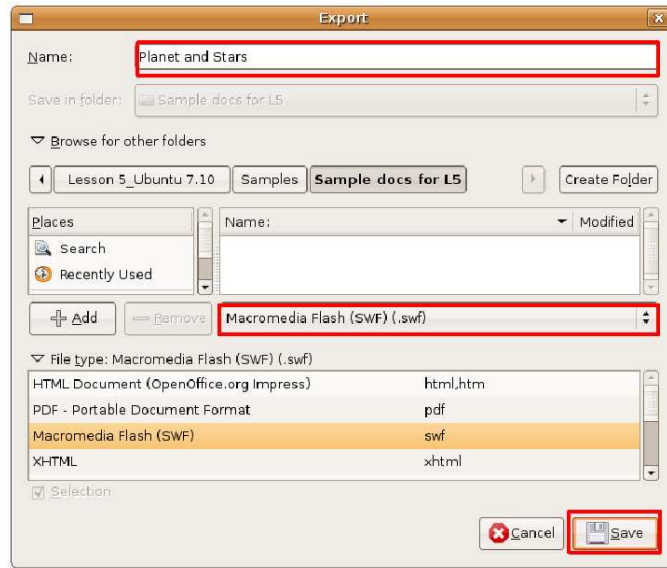 Export
Name: Planet and Stars
Save in folder: Sample docs for L5
Browse for other folders
Lesson 5_Ubuntu 7.10 Samples Sample docs for L5 Create Folder
Places Name: Modified
Search
Recently Used
Add Remove Macromedia Flash (SWF) (.swf)
File type: Macromedia Flash (SWF) (.swf)
HTML Document (OpenOffice.org Impress) html,htm
PDF - Portable Document Format pdf
Macromedia Flash (SWF) swf
XHTML xhtml
Selection
Cancel Save